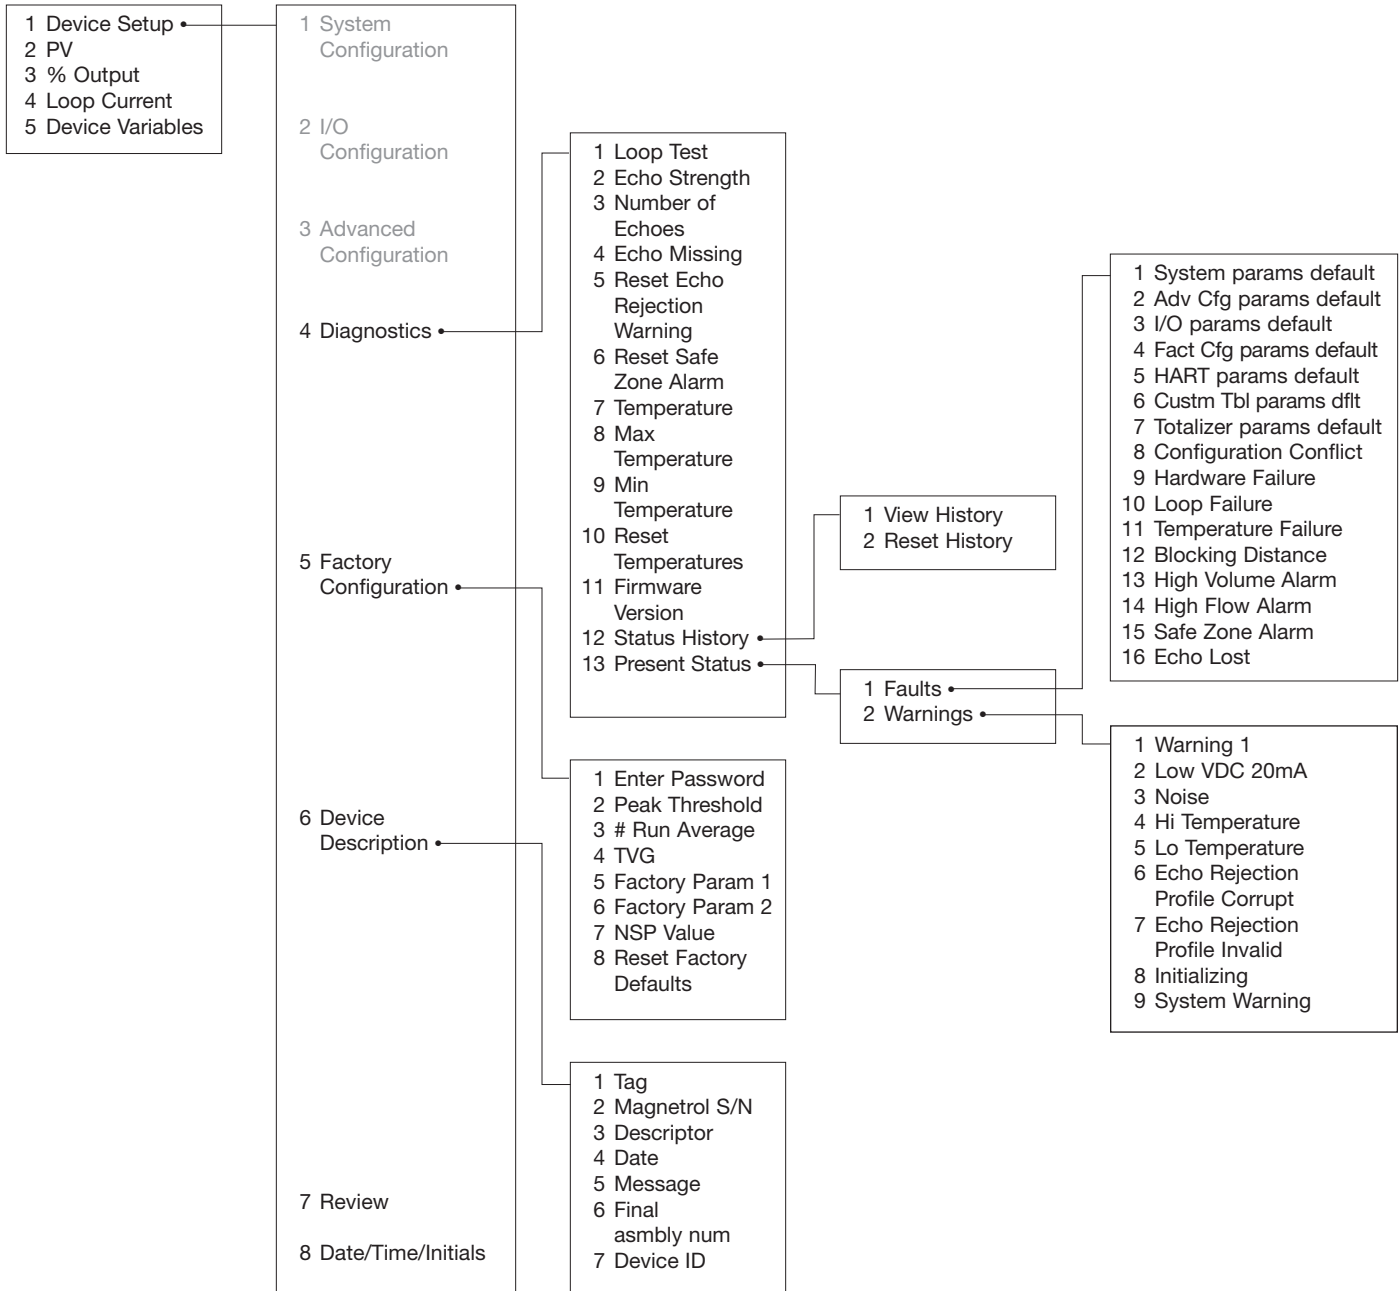 1 Device Setup
2 PV
3 % Output
4 Loop Current
5 Device Variables
1 System
Configuration
2 I/O
Configuration
3 Advanced
Configuration
4 Diagnostics
5 Factory
Configuration
6 Device
Description
7 Review
8 Date/Time/Initials
1 Loop Test
2 Echo Strength
3 Number of
Echoes
4 Echo Missing
5 Reset Echo
Rejection
Warning
6 Reset Safe
Zone Alarm
7 Temperature
8 Max
Temperature
9 Min
Temperature
10 Reset
Temperatures
11 Firmware
Version
12 Status History
13 Present Status
1 Enter Password
2 Peak Threshold
3 # Run Average
4 TVG
5 Factory Param 1
6 Factory Param 2
7 NSP Value
8 Reset Factory
Defaults
1 Tag
2 Magnetrol S/N
3 Descriptor
4 Date
5 Message
6 Final
asmbly num
7 Device ID
1 View History
2 Reset History
1 Faults
2 Warnings
1 System params default
2 Adv Cfg params default
3 I/O params default
4 Fact Cfg params default
5 HART params default
6 Custm Tbl params dflt
7 Totalizer params default
8 Configuration Conflict
9 Hardware Failure
10 Loop Failure
11 Temperature Failure
12 Blocking Distance
13 High Volume Alarm
14 High Flow Alarm
15 Safe Zone Alarm
16 Echo Lost
1 Warning 1
2 Low VDC 20mA
3 Noise
4 Hi Temperature
5 Lo Temperature
6 Echo Rejection
Profile Corrupt
7 Echo Rejection
Profile Invalid
8 Initializing
9 System Warning